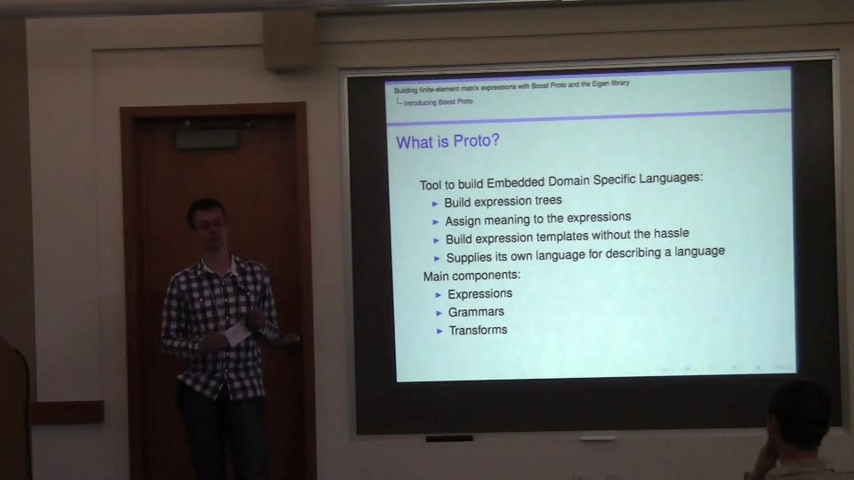 Building finite-element matrix expressions with Boost Proto and the Eigen library
Introducing Boost Proto
What is Proto?
Tool to build Embedded Domain Specific Languages:
Build expression trees
Assign meaning to the expressions
Build expression templates without the hassle
Supplies its own language for describing a language
Main components:
Expressions
Grammars
Transforms